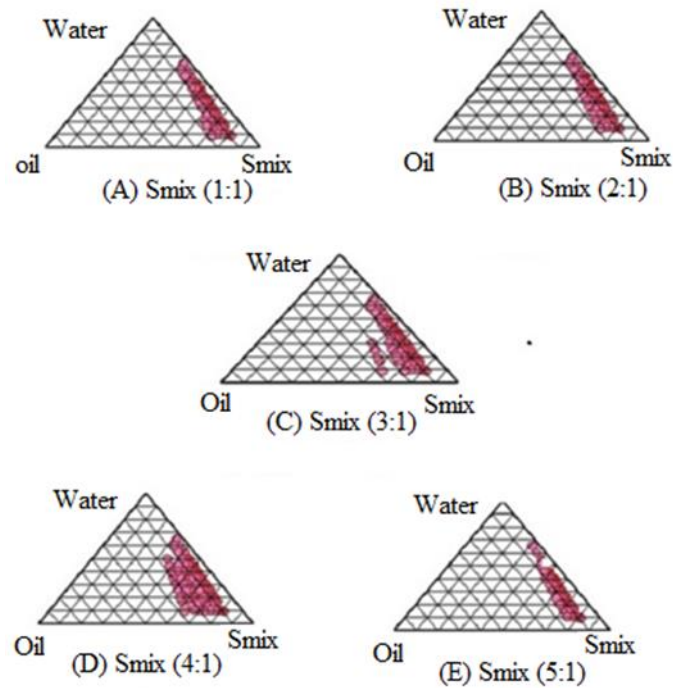 Water
oil
Smix
(A) Smix (1:1)
Water
Oil
Smix
(B) Smix (2:1)
Water
Oil
Smix
(C) Smix (3:1)
Water
Oil
Smix
(D) Smix (4:1)
Water
Oil
Smix
(E) Smix (5:1)